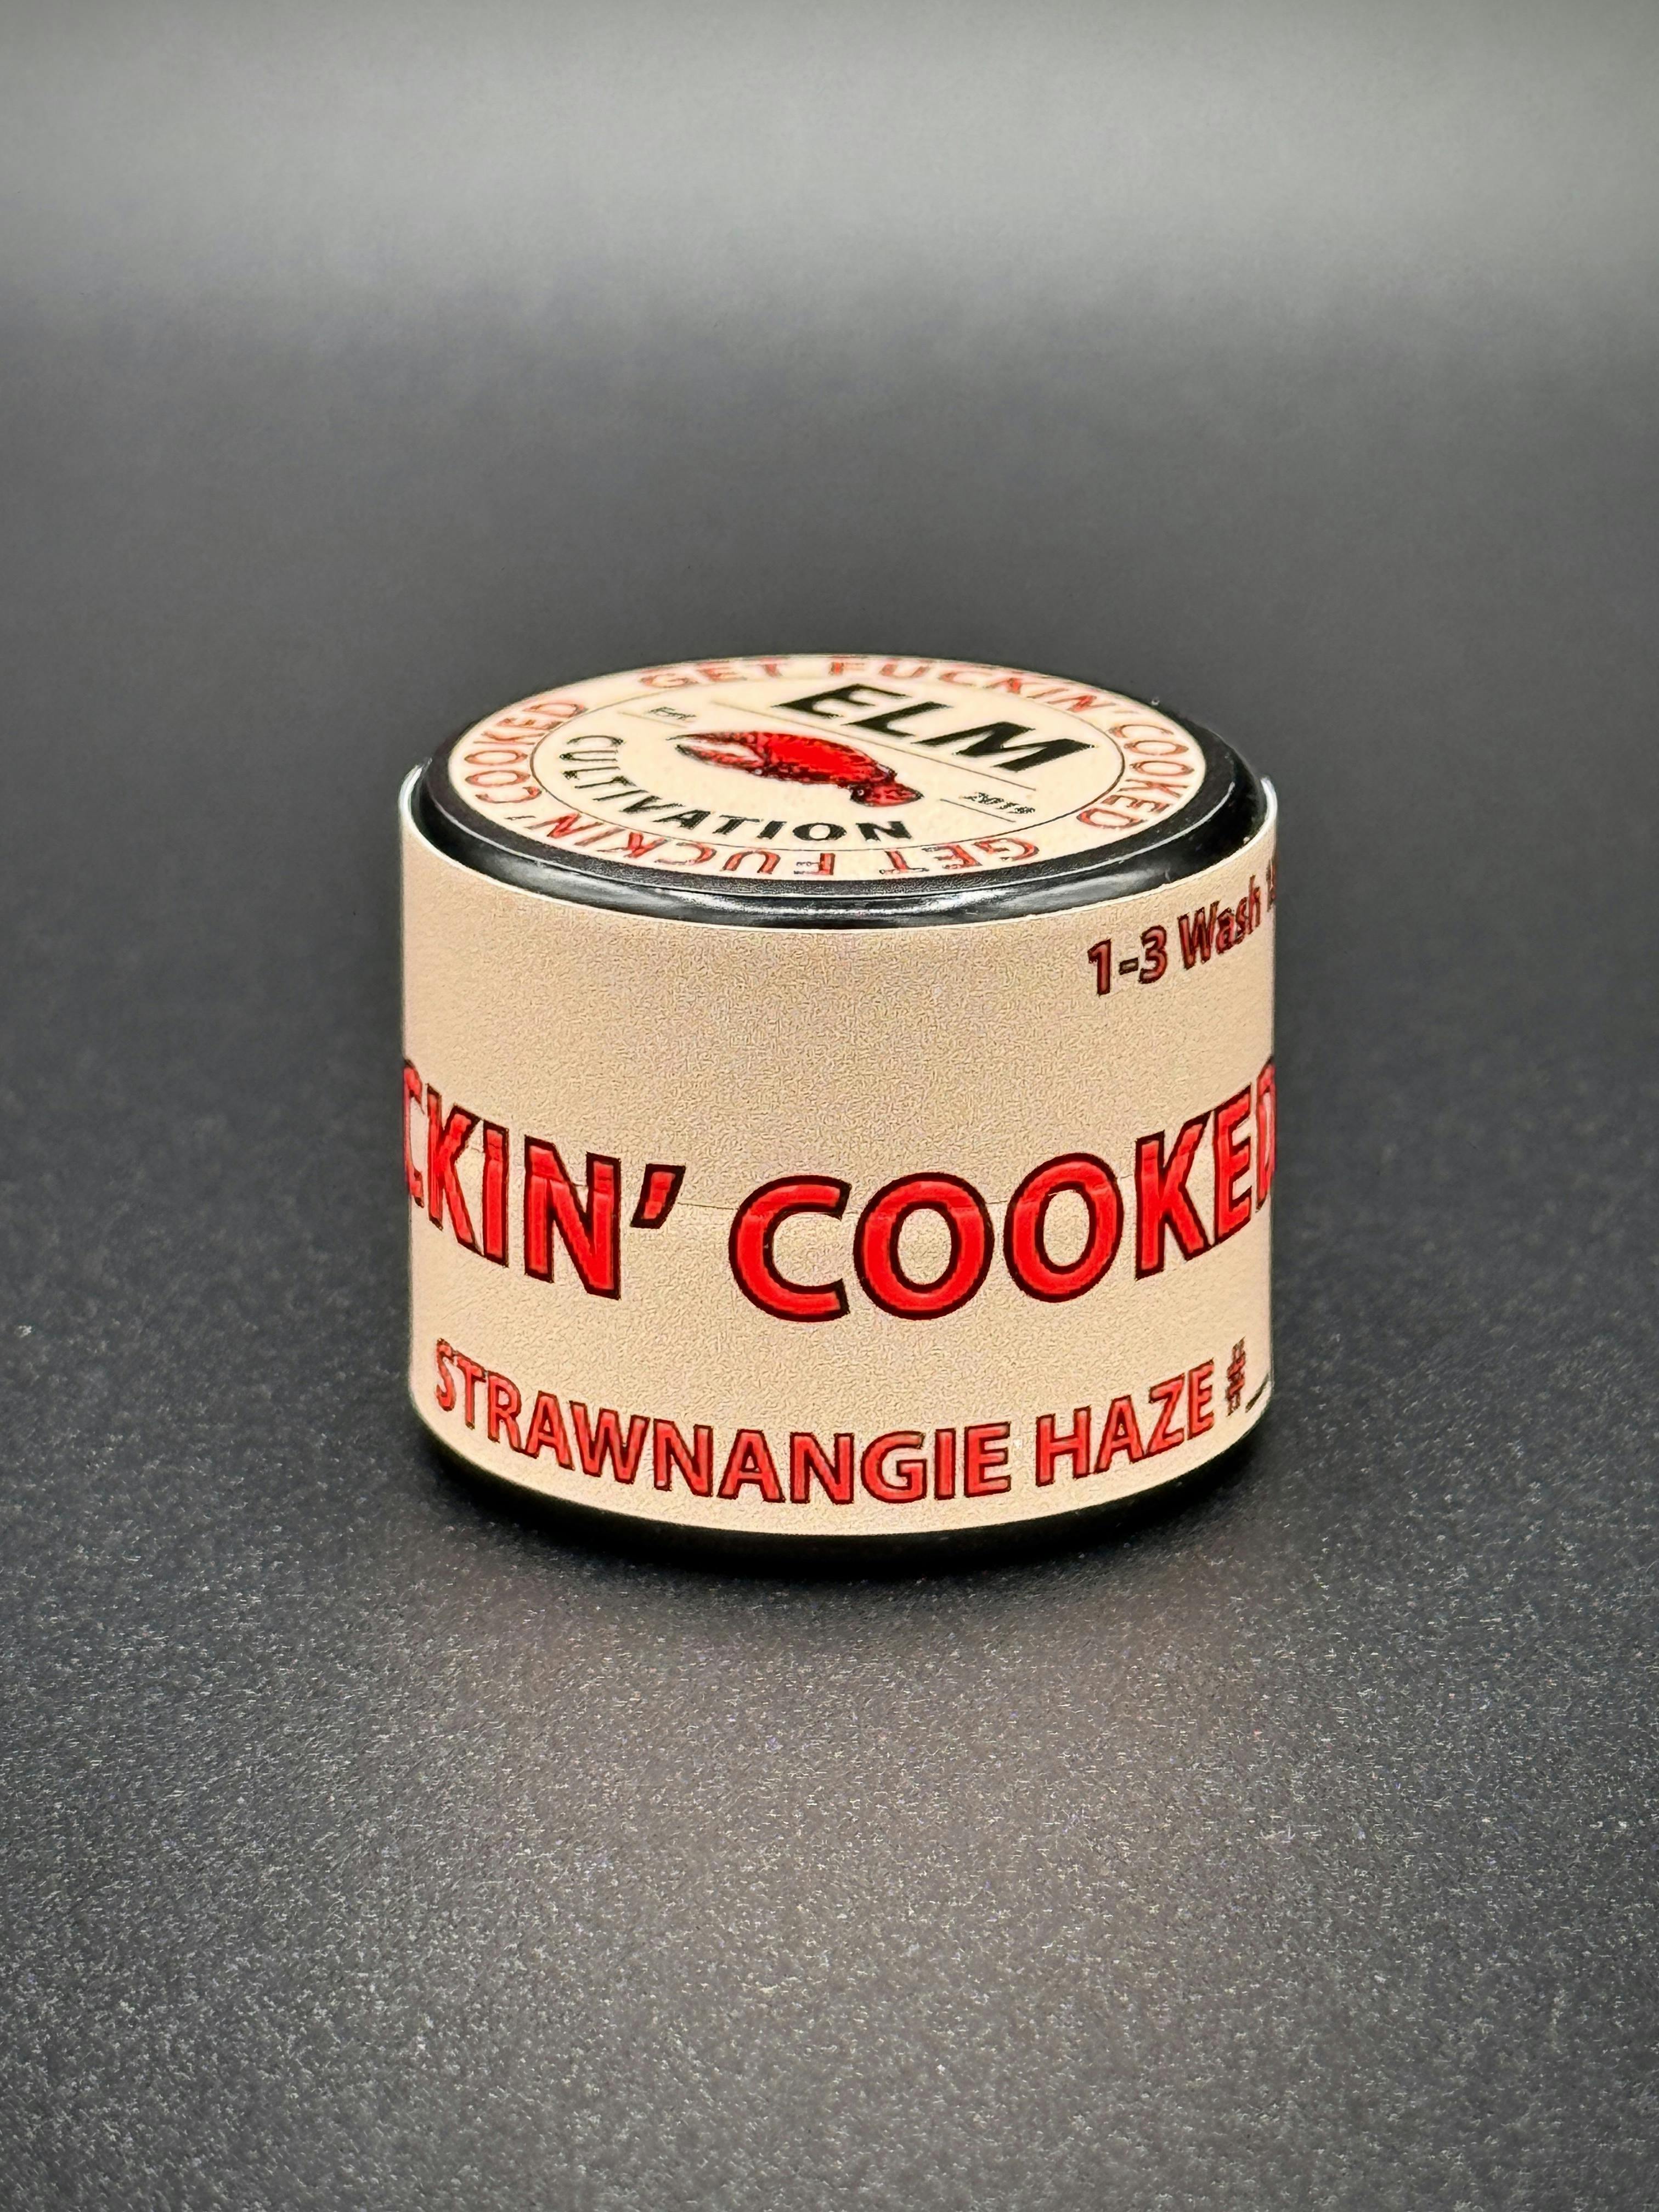 GET FUCKIN' COOKED
GET FUCKIN' COOKED
ELM
Est.
2019
CULTIVATION
1-3 Wash
CKIN' COOKED
STRAWNANGIE HAZE #_